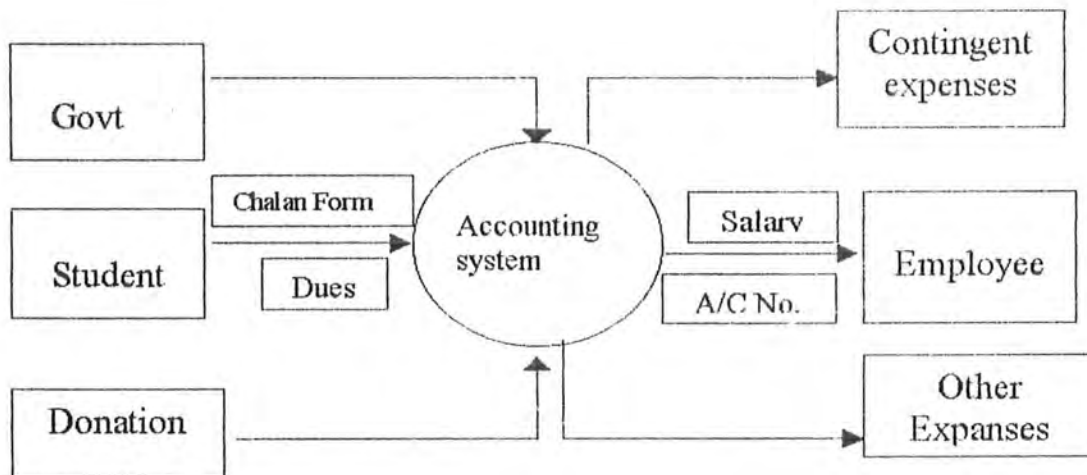 Contingent
expenses
Govt
Chalan Form
Accounting
system
Salary
Student
Dues
Employee
A/C No.
Donation
Other
Expanses